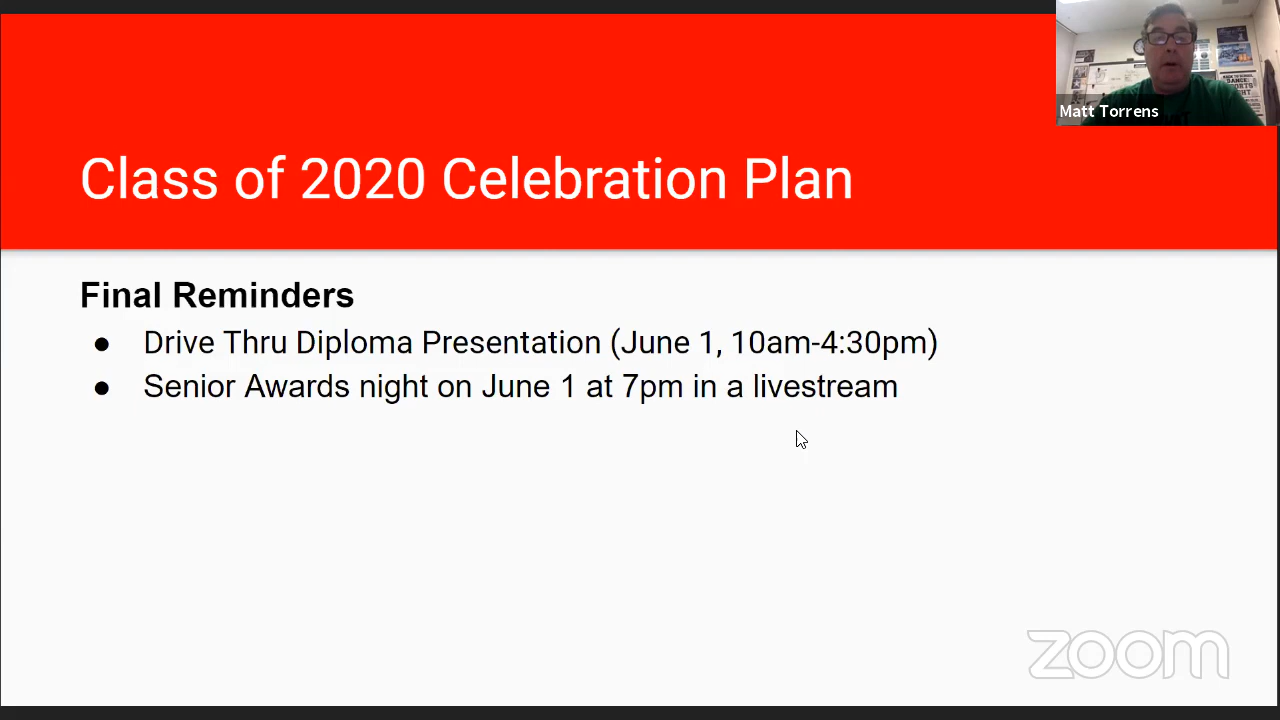 Matt Torrens
Class of 2020 Celebration Plan
Final Reminders
● Drive Thru Diploma Presentation (June 1, 10am-4:30pm)
● Senior Awards night on June 1 at 7pm in a livestream
zoom